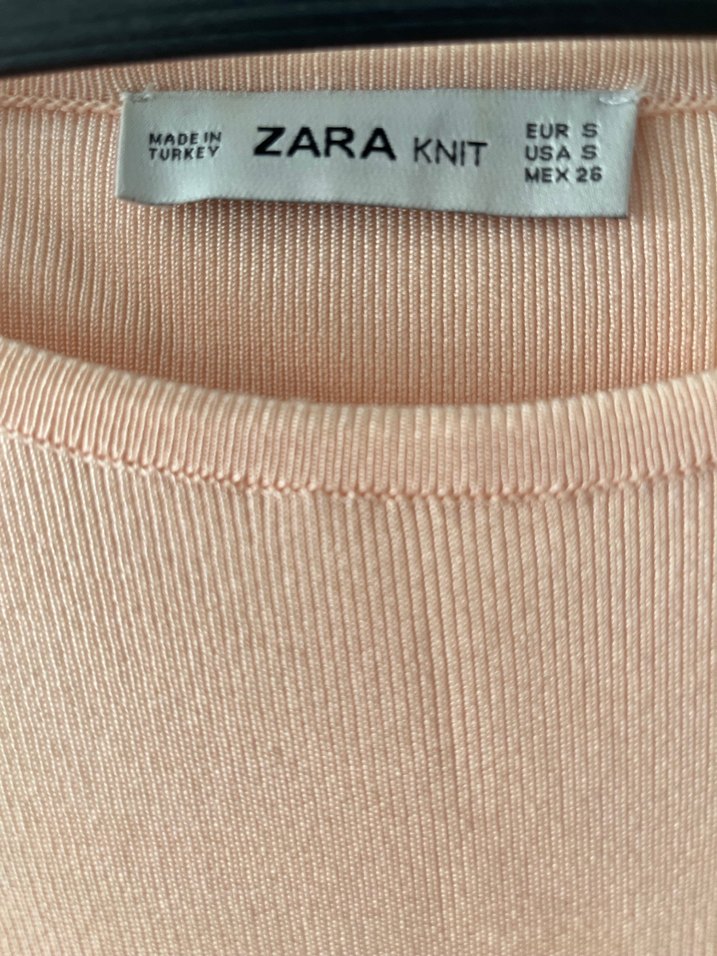 MADE IN
TURKEY
ZARA KNIT
EUR S
USA S
MEX 26